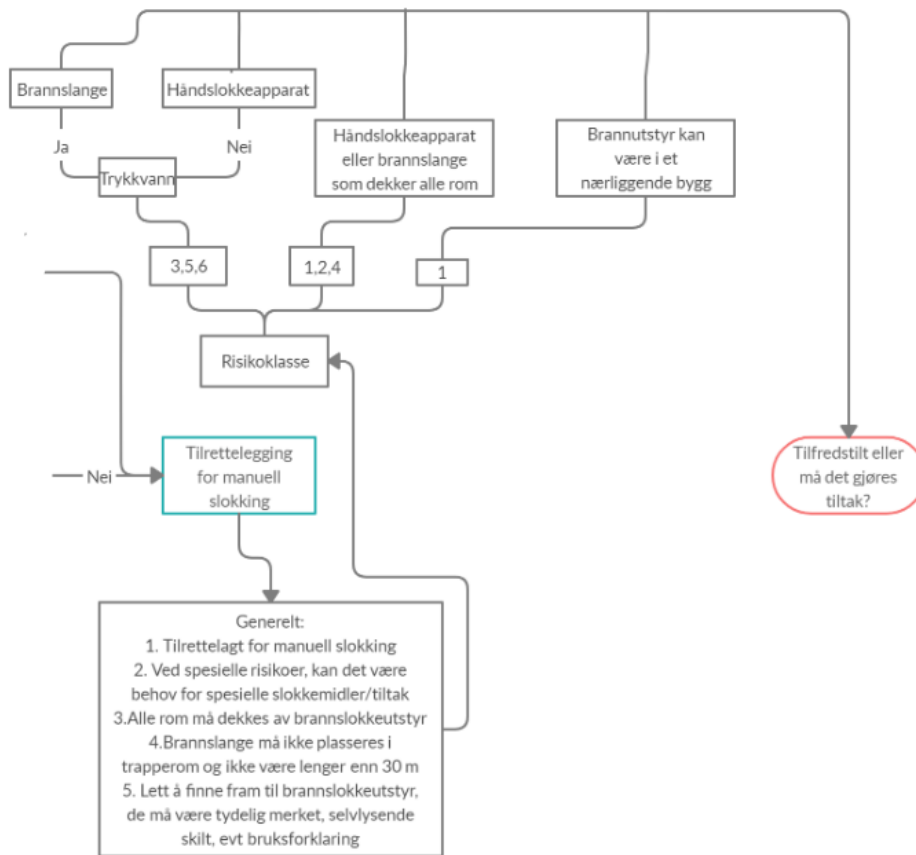 Brannslange
Håndslokkeapparat
Ja
Nei
Trykkvann
Håndslokkeapparat
eller brannslange
som dekker alle rom
Brannutstyr kan
være i et
nærliggende bygg
3,5,6
1,2,4
1
Risikoklasse
Nei
Tilrettelegging
for manuell
slokking
Tilfredstilt eller
må det gjøres
tiltak?
Generelt:
1. Tilrettelagt for manuell slokking
2. Ved spesielle risikoer, kan det være
behov for spesielle slokkemidler/tiltak
3.Alle rom må dekkes av brannslokkeutstyr
4.Brannslange må ikke plasseres i
trapperom og ikke være lenger enn 30 m
5. Lett å finne fram til brannslokkeutstyr,
de må være tydelig merket, selvlysende
skilt, evt bruksforklaring